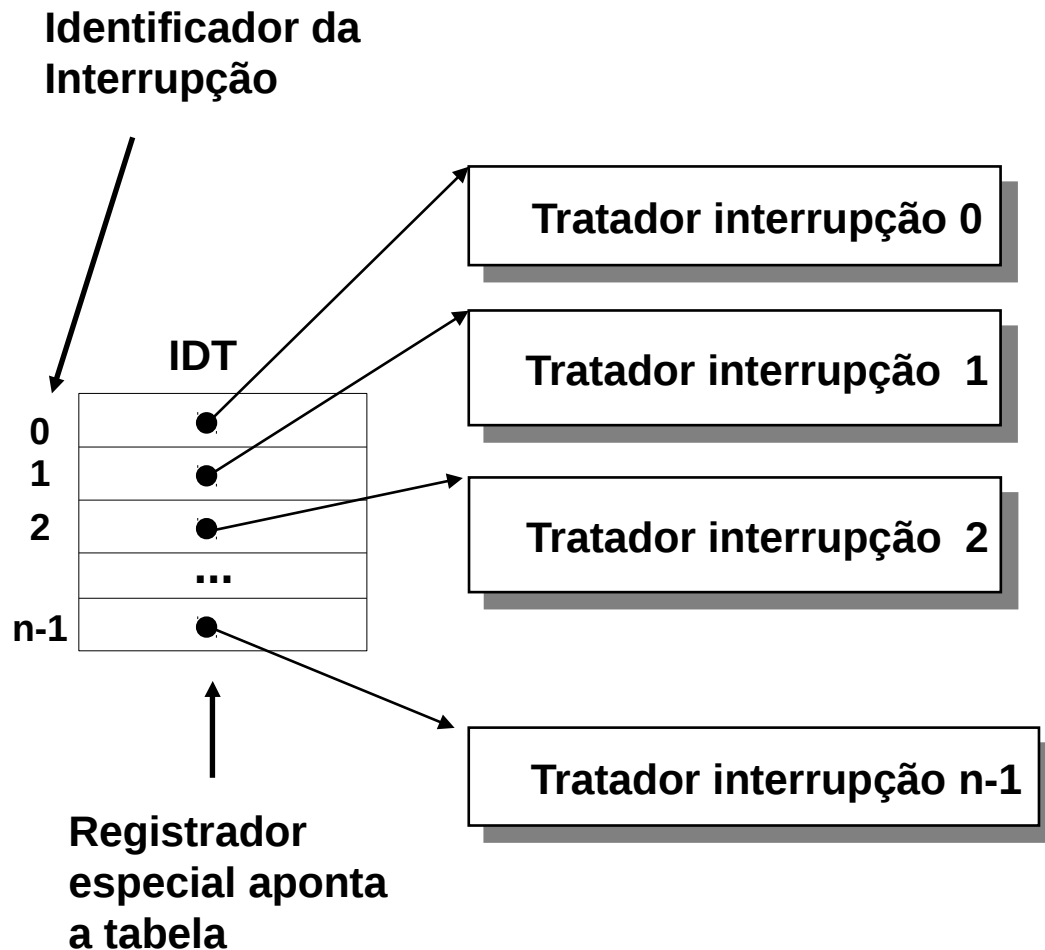 Identificador da
Interrupção
Tratador interrupção 0
IDT
Tratador interrupção 1
0
1
2
...
n-1
Tratador interrupção 2
Tratador interrupção n-1
Registrador
especial aponta
a tabela